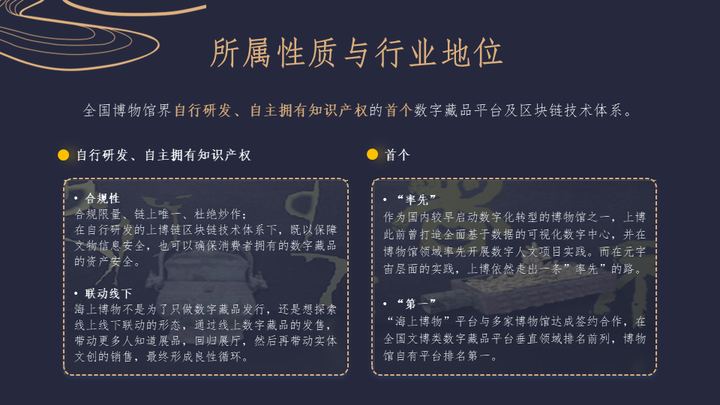 所属性质与行业地位
全国博物馆界自行研发、自主拥有知识产权的首个数字藏品平台及区块链技术体系。
自行研发、自主拥有知识产权
• 合规性
合规限量、链上唯一、杜绝炒作；
在自行研发的上博链区块链技术体系下，既以保障
文物信息安全，也可以确保消费者拥有的数字藏品
的资产安全。
• 联动线下
海上博物不是为了只做数字藏品发行，还是想探索
线上线下联动的形态，通过线上数字藏品的发售，
带动更多人知道展品，回归展厅，然后再带动实体
文创的销售，最终形成良性循环。
首个
• “率先”
作为国内较早启动数字化转型的博物馆之一，上博
此前曾打造全面基于数据的可视化数字中心，并在
博物馆领域率先开展数字人文项目实践。而在元宇
宙层面的实践，上博依然走出一条”率先”的路。
• “第一”
“海上博物”平台与多家博物馆达成签约合作，在
全国文博类数字藏品平台垂直领域排名前列，博物
馆自有平台排名第一。